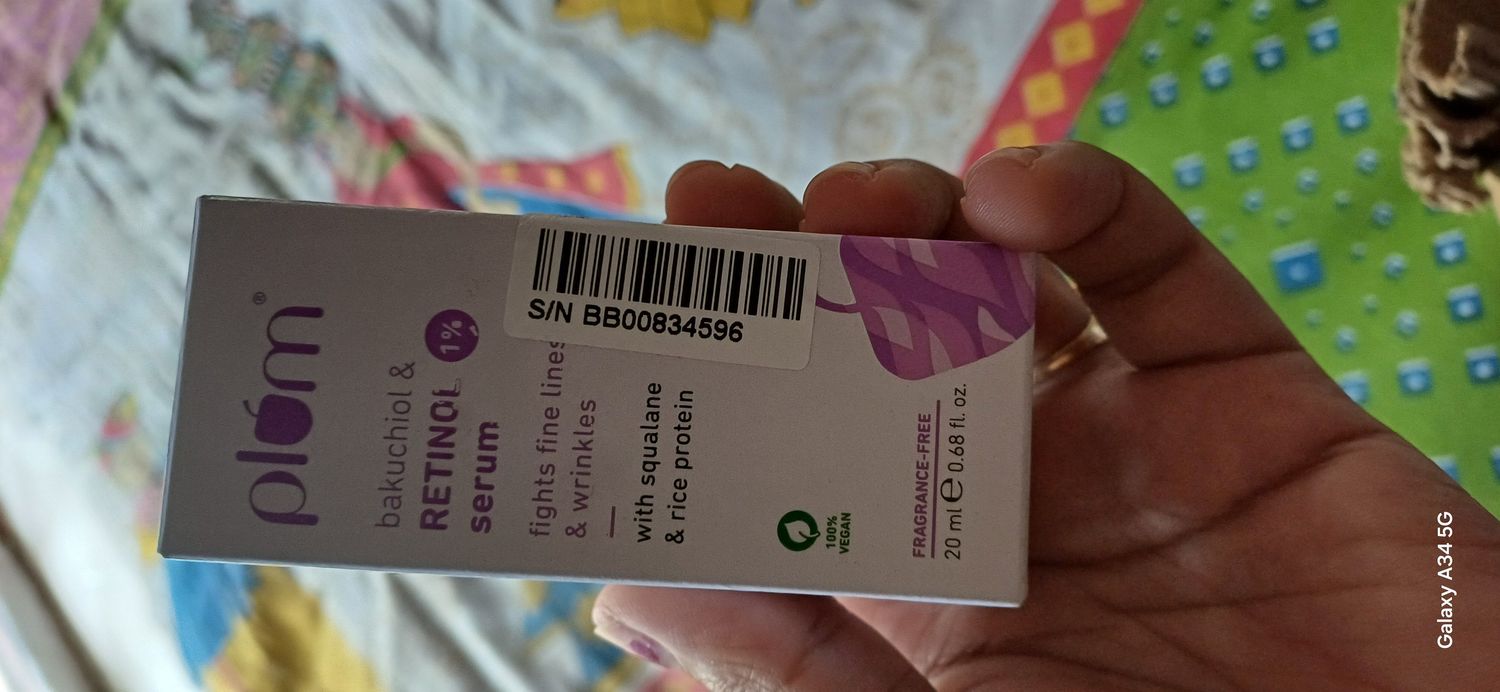 plum®
bakuchiol &
RETINOL 1%
serum
fights fine lines
& wrinkles
with squalane
& rice protein
S/N BB00834596
100%
VEGAN
FRAGRANCE-FREE
20 ml ℮ 0.68 fl. oz.
Galaxy A34 5G